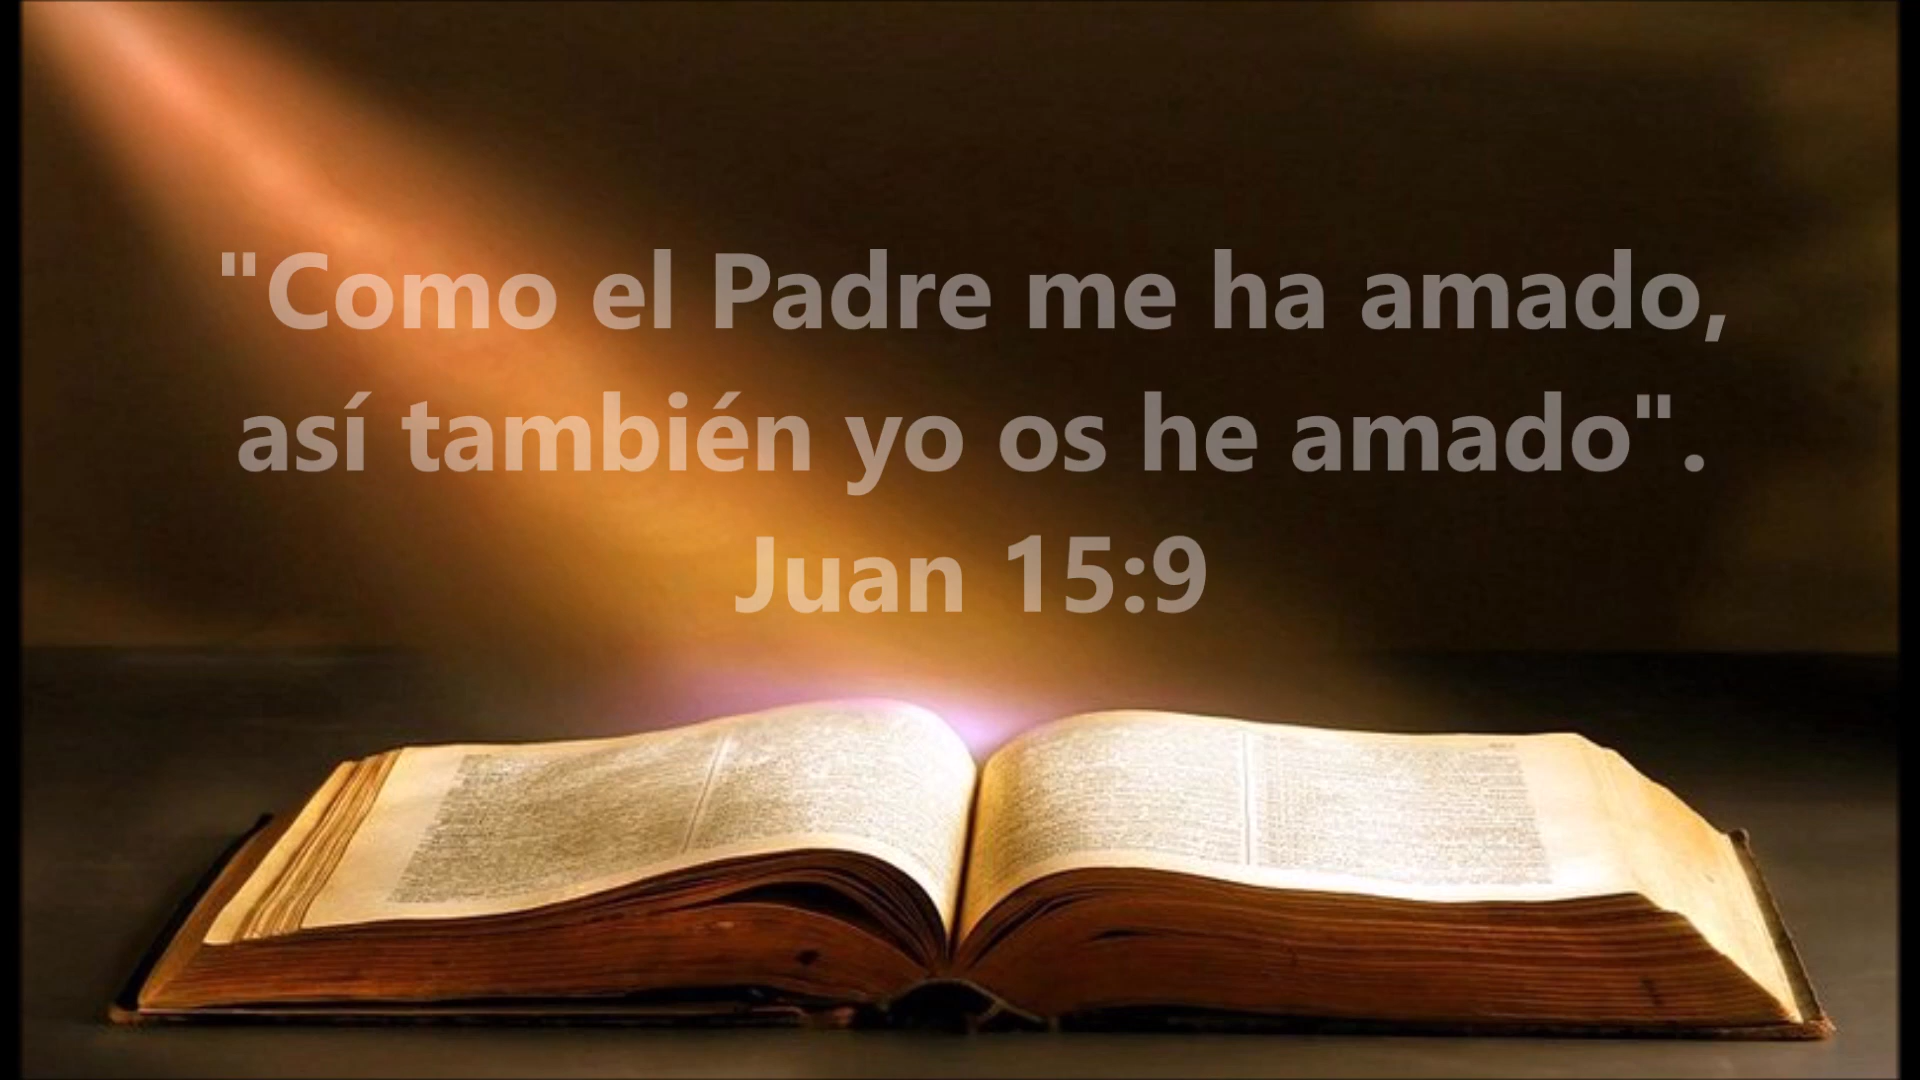 "Como el Padre me ha amado,
así también yo os he amado".
Juan 15:9